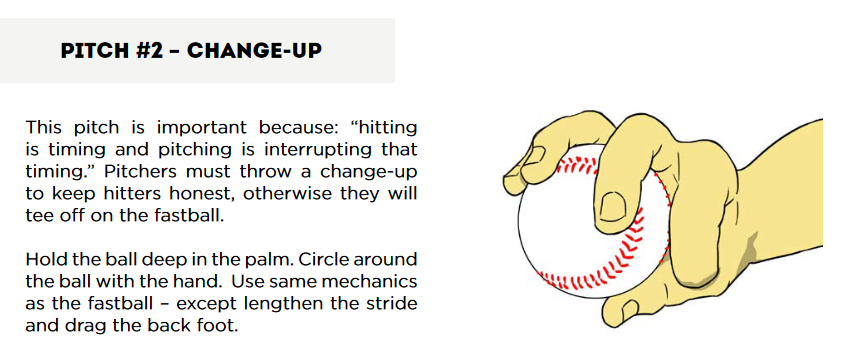 PITCH #2 – CHANGE-UP
This pitch is important because: “hitting
is timing and pitching is interrupting that
timing.” Pitchers must throw a change-up
to keep hitters honest, otherwise they will
tee off on the fastball.
Hold the ball deep in the palm. Circle around
the ball with the hand. Use same mechanics
as the fastball – except lengthen the stride
and drag the back foot.